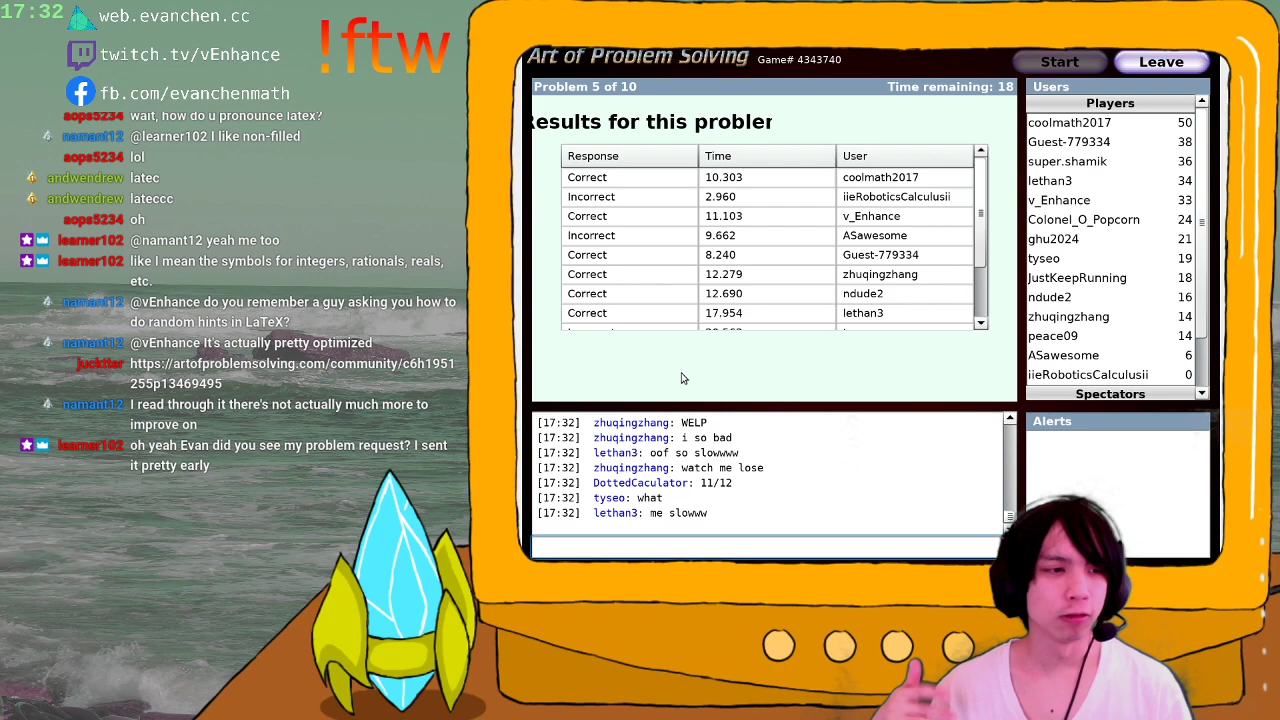 17:32
web.evanchen.cc
twitch.tv/vEnhance
fb.com/evanchenmath
!ftw
aops5234 wait, how do u pronounce latex?
namant12 @learner102 I like non-filled
aops5234 lol
andwendrew latec
andwendrew lateccc
aops5234 oh
learner102 @namant12 yeah me too
learner102 like I mean the symbols for integers, rationals, reals,
etc.
namant12 @vEnhance do you remember a guy asking you how to
do random hints in LaTeX?
namant12 @vEnhance It's actually pretty optimized
jucktter https://artofproblemsolving.com/community/c6h1951
255p13469495
namant12 I read through it there's not actually much more to
improve on
learner102 oh yeah Evan did you see my problem request? I sent
it pretty early
Art of Problem Solving Game# 4343740
Start Leave
Problem 5 of 10 Time remaining: 18
Results for this problem
Response Time User
Correct 10.303 coolmath2017
Incorrect 2.960 iieRoboticsCalculusii
Correct 11.103 v_Enhance
Incorrect 9.662 ASawesome
Correct 8.240 Guest-779334
Correct 12.279 zhuqingzhang
Correct 12.690 ndude2
Correct 17.954 lethan3
Users
Players
coolmath2017 50
Guest-779334 38
super.shamik 36
lethan3 34
v_Enhance 33
Colonel_O_Popcorn 24
ghu2024 21
tyseo 19
JustKeepRunning 18
ndude2 16
zhuqingzhang 14
peace09 14
ASawesome 6
iieRoboticsCalculusii 0
Spectators
[17:32] zhuqingzhang: WELP
[17:32] zhuqingzhang: i so bad
[17:32] lethan3: oof so slowwww
[17:32] zhuqingzhang: watch me lose
[17:32] DottedCaculator: 11/12
[17:32] tyseo: what
[17:32] lethan3: me slowww
Alerts